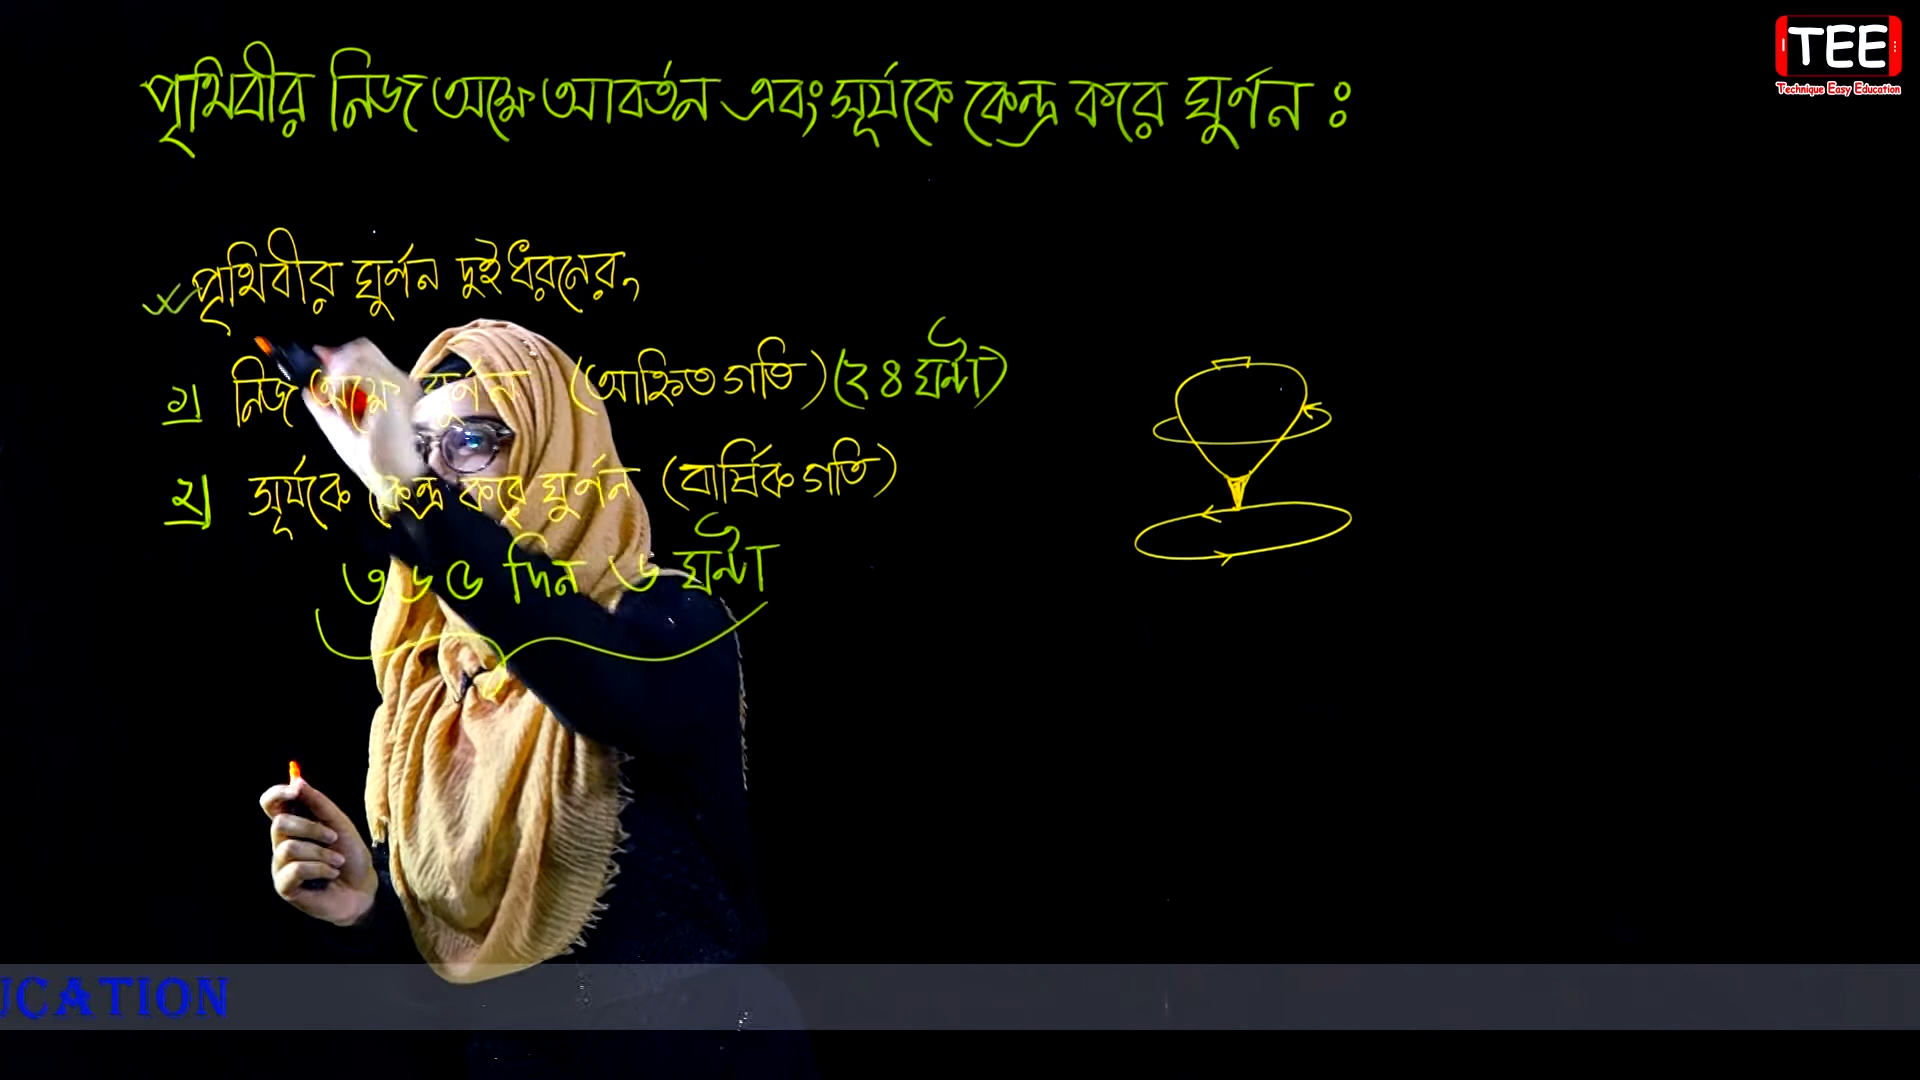 পৃথিবীর নিজ অক্ষে আবর্তন এবং সূর্যকে কেন্দ্র করে ঘুর্ণন ঃ
TEE
Technique Easy Education
পৃথিবীর ঘুর্ণন দুই ধরনের,
১) নিজ অক্ষে ঘুর্ণন (আহ্নিত গতি) (২৪ ঘন্টা)
২) সূর্যকে কেন্দ্র করে ঘুর্ণন (বার্ষিক গতি)
৩৬৫ দিন ৬ ঘন্টা
UCATION